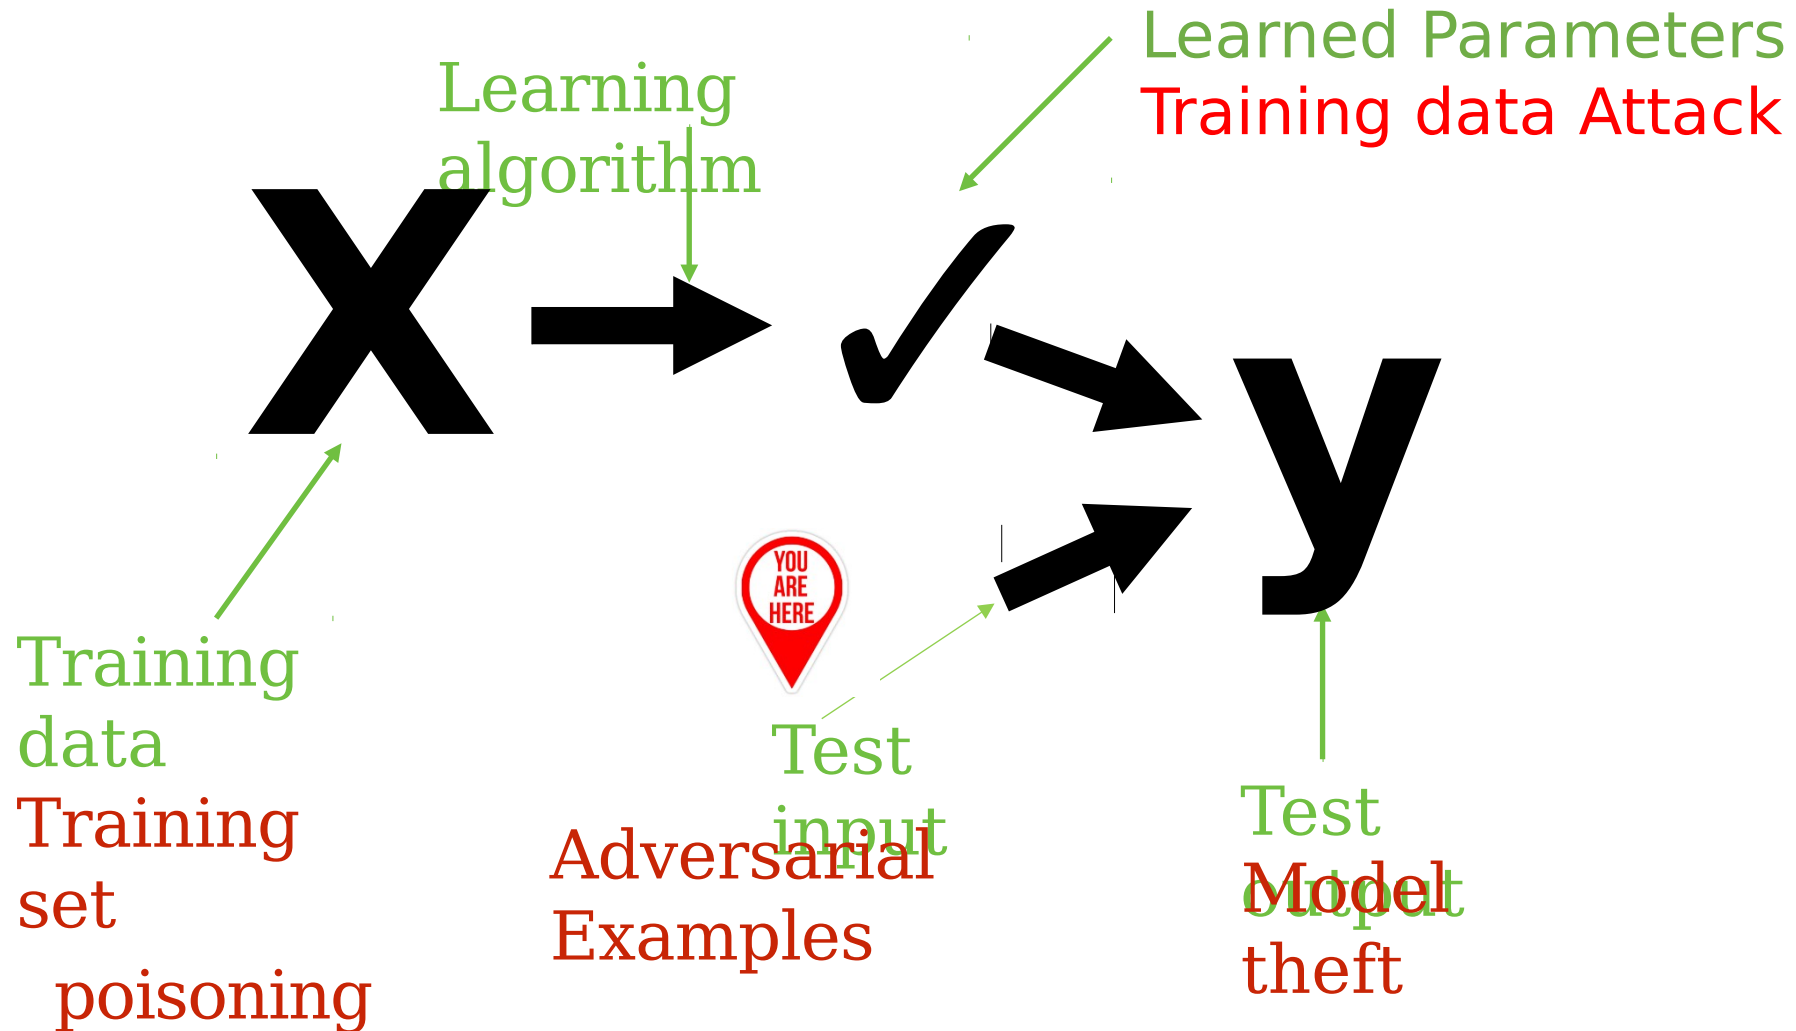 Learned Parameters
Training data Attack
Learning
algorithm
X
✓
y
YOU
ARE
HERE
Training
data
Training
set
poisoning
Test
input
Adversarial
Examples
Test
output
Model
theft